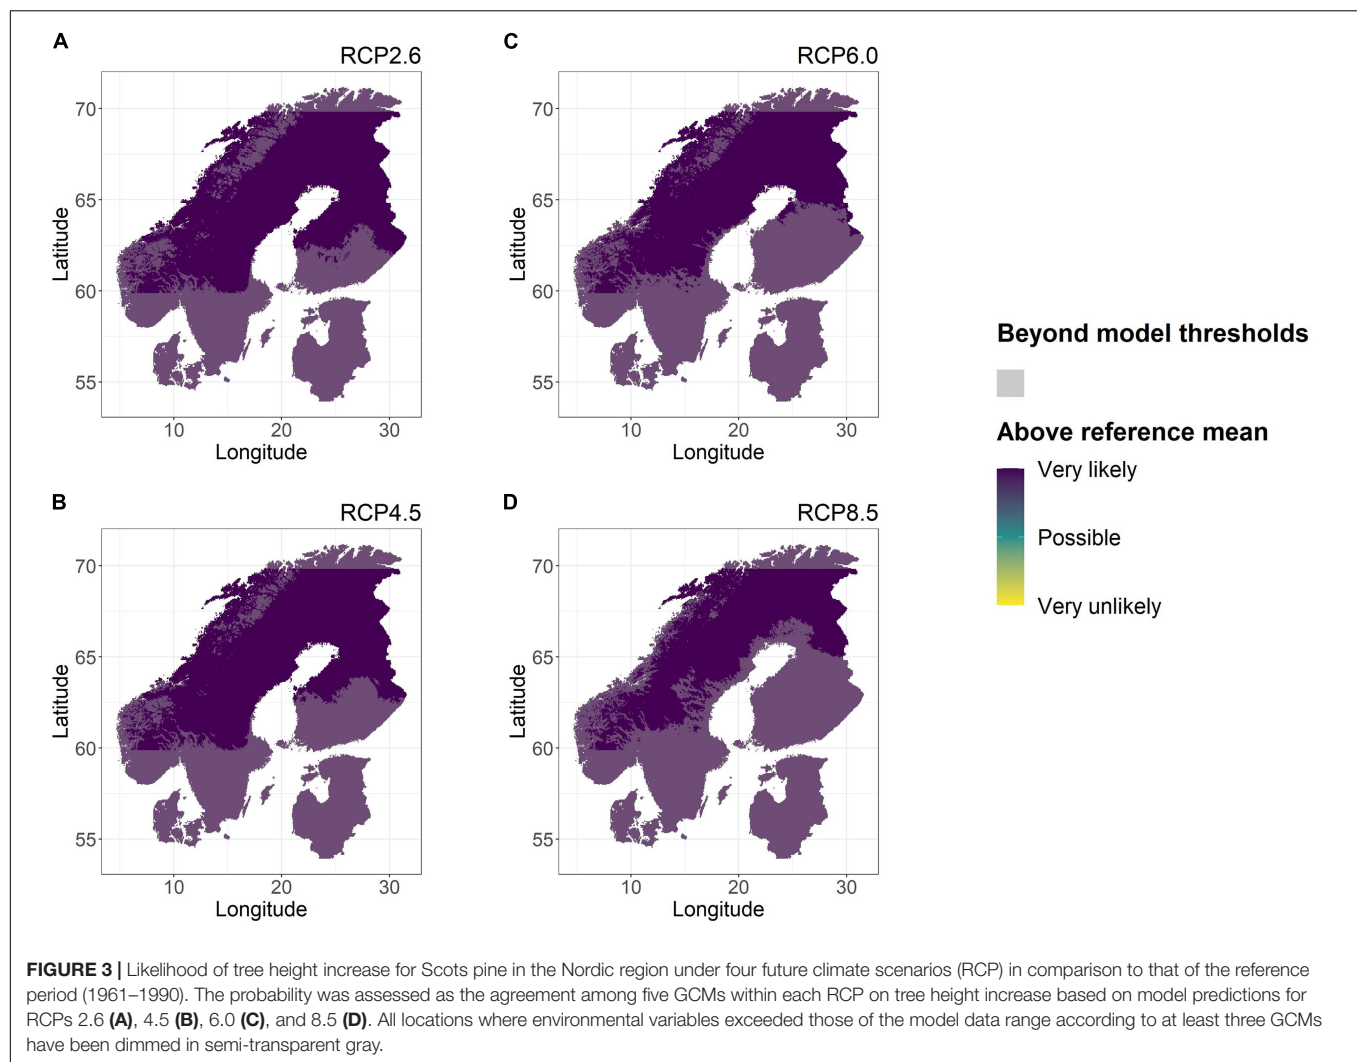 A
RCP2.6
70
65
60
55
Latitude
10
20
30
Longitude
C
RCP6.0
70
65
60
55
Latitude
10
20
30
Longitude
B
RCP4.5
70
65
60
55
Latitude
10
20
30
Longitude
D
RCP8.5
70
65
60
55
Latitude
10
20
30
Longitude
Beyond model thresholds
Above reference mean
Very likely
Possible
Very unlikely
FIGURE 3 | Likelihood of tree height increase for Scots pine in the Nordic region under four future climate scenarios (RCP) in comparison to that of the reference
period (1961–1990). The probability was assessed as the agreement among five GCMs within each RCP on tree height increase based on model predictions for
RCPs 2.6 (A), 4.5 (B), 6.0 (C), and 8.5 (D). All locations where environmental variables exceeded those of the model data range according to at least three GCMs
have been dimmed in semi-transparent gray.